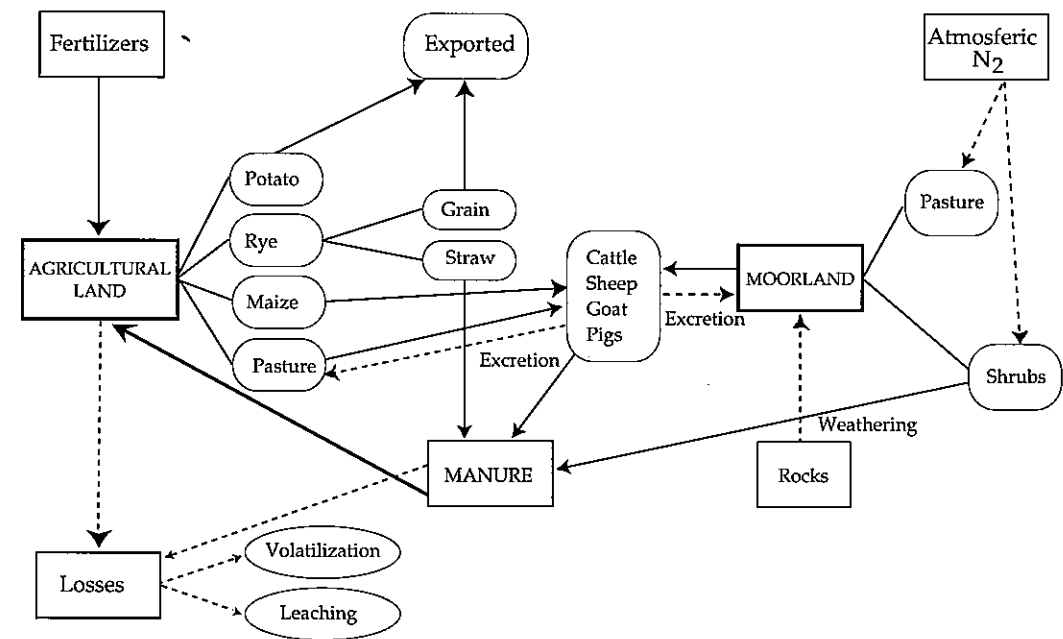 Fertilizers
Exported
Atmosferic
N2
Potato
Rye
Grain
Straw
Pasture
AGRICULTURAL
LAND
Maize
Pasture
Cattle
Sheep
Goat
Pigs
MOORLAND
Excretion
Excretion
Shrubs
Weathering
MANURE
Rocks
Losses
Volatilization
Leaching